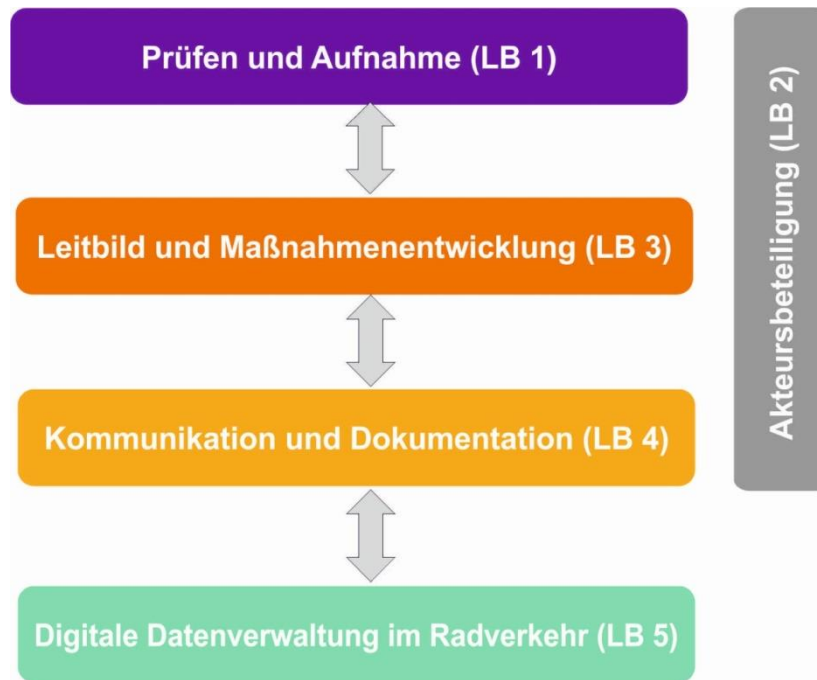 Prüfen und Aufnahme (LB 1)
Akteursbeteiligung (LB 2)
Leitbild und Maßnahmenentwicklung (LB 3)
Kommunikation und Dokumentation (LB 4)
Digitale Datenverwaltung im Radverkehr (LB 5)